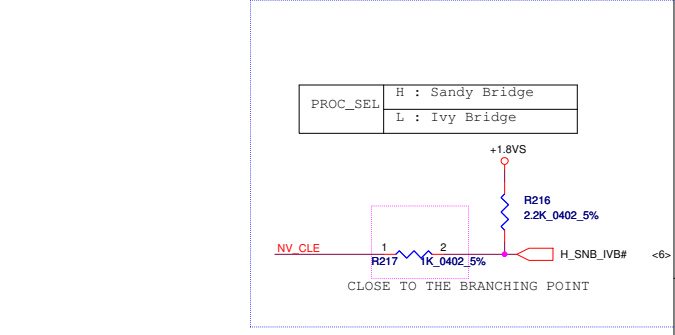 PROC_SEL
H : Sandy Bridge
L : Ivy Bridge
+1.8VS
R216
2.2K_0402_5%
NV_CLE
1
2
H_SNB_IVB#
<6>
R217
1K_0402_5%
CLOSE TO THE BRANCHING POINT